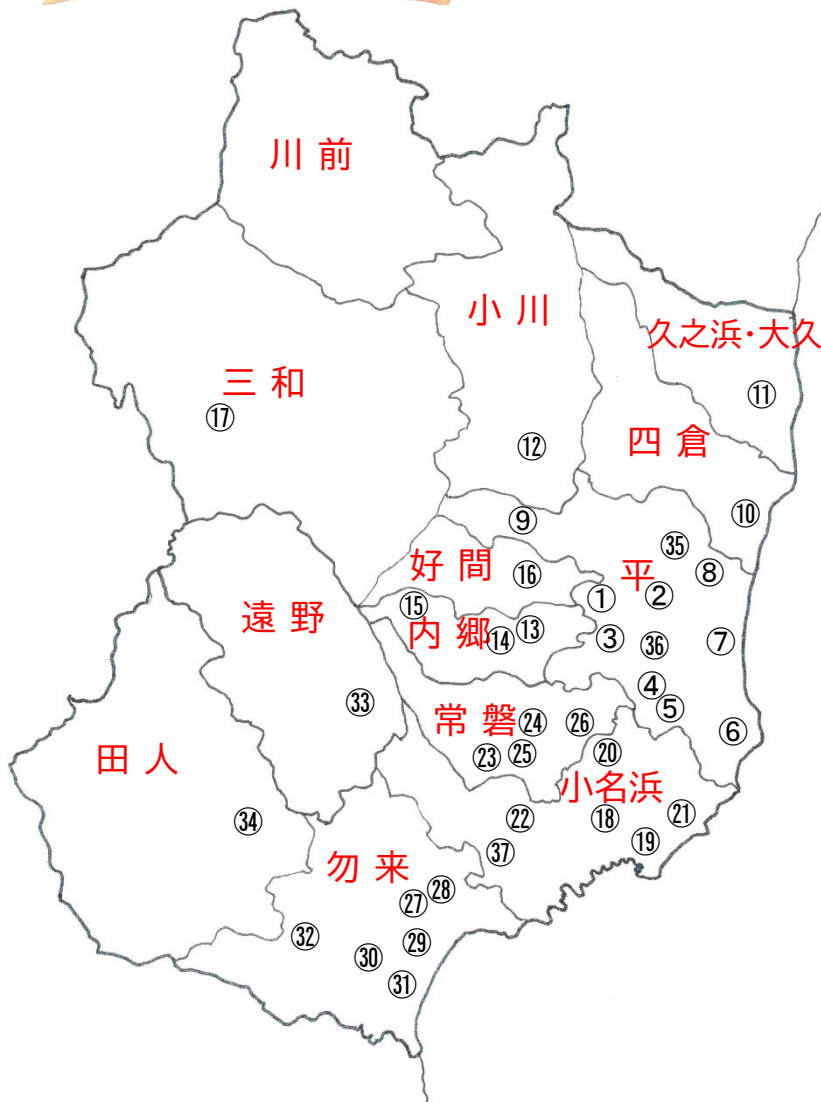 川前
小川
久之浜・大久
三和
⑪
⑰
四倉
⑫
⑩
⑨
㉟
好間
⑯
平
⑧
①
②
⑮
遠野
内郷
⑭
⑬
③
㊱
⑦
④
⑤
㉝
常磐
㉔
㉖
⑥
田人
㉓
㉕
⑳
小名浜
㉒
⑱
㉑
㉞
⑲
㊲
勿来
㉘
㉗
㉜
㉙
㉚
㉛